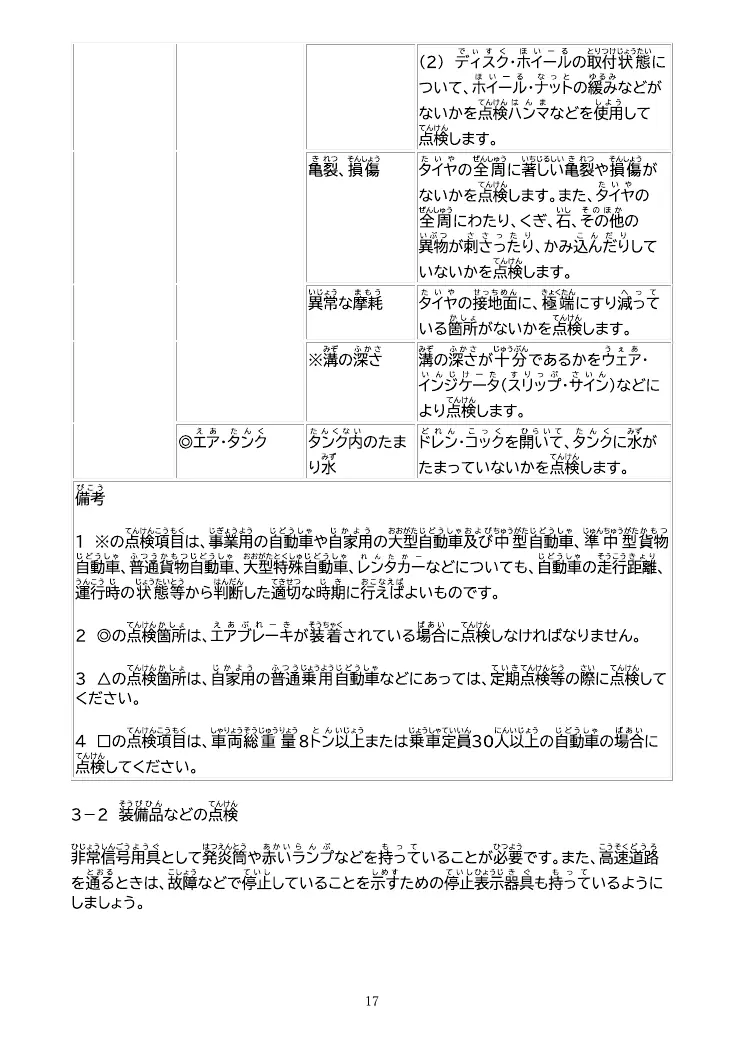 (2) ディスク・ホイールの取付状態に
ついて、ホイール・ナットの緩みなどが
ないかを点検ハンマなどを使用して
点検します。
亀裂、損傷
タイヤの全周に著しい亀裂や損傷が
ないかを点検します。また、タイヤの
全周にわたり、くぎ、石、その他の
異物が刺さったり、かみ込んだりして
いないかを点検します。
異常な摩耗
タイヤの接地面に、極端にすり減って
いる箇所がないかを点検します。
※溝の深さ
溝の深さが十分であるかをウェア・
インジケータ(スリップ・サイン)などに
より点検します。
◎エア・タンク
タンク内のたま
り水
ドレン・コックを開いて、タンクに水が
たまっていないかを点検します。
備考
1 ※の点検項目は、事業用の自動車や自家用の大型自動車及び中型自動車、準中型貨物
自動車、普通貨物自動車、大型特殊自動車、レンタカーなどについても、自動車の走行距離、
運行時の状態等から判断した適切な時期に行えばよいものです。
2 ◎の点検箇所は、エアブレーキが装着されている場合に点検しなければなりません。
3 △の点検箇所は、自家用の普通乗用自動車などにあっては、定期点検等の際に点検して
ください。
4 □の点検項目は、車両総重量8トン以上または乗車定員30人以上の自動車の場合に
点検してください。
3-2 装備品などの点検
非常信号用具として発炎筒や赤いランプなどを持っていることが必要です。また、高速道路
を通るときは、故障などで停止していることを示すための停止表示器具も持っているように
しましょう。
17